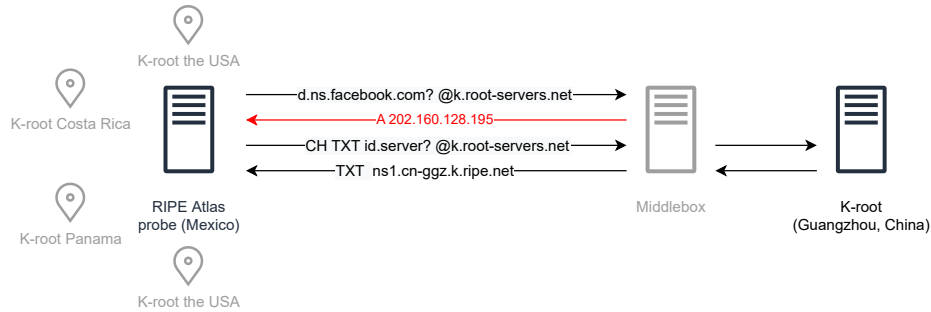 K-root the USA
K-root Costa Rica
d.ns.facebook.com? @k.root-servers.net
A 202.160.128.195
CH TXT id.server? @k.root-servers.net
TXT ns1.cn-ggz.k.ripe.net
RIPE Atlas
probe (Mexico)
Middlebox
K-root
(Guangzhou, China)
K-root Panama
K-root the USA